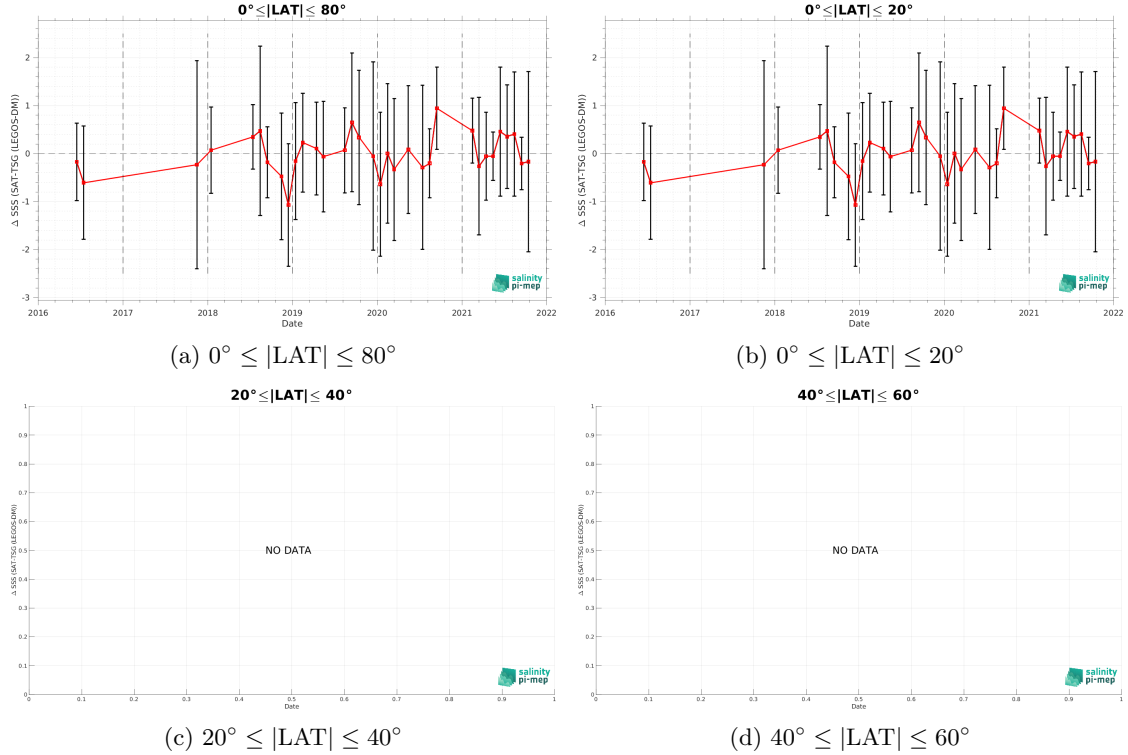 0°≤|LAT|≤ 80°
Δ SSS (SAT-TSG (LEGOS-DM))
2
1
0
-1
-2
-3
2016 2017 2018 2019 2020 2021 2022
Date
salinity
pi-mep
(a) 0° ≤ |LAT| ≤ 80°
0°≤|LAT|≤ 20°
Δ SSS (SAT-TSG (LEGOS-DM))
2
1
0
-1
-2
-3
2016 2017 2018 2019 2020 2021 2022
Date
salinity
pi-mep
(b) 0° ≤ |LAT| ≤ 20°
20°≤|LAT|≤ 40°
Δ SSS (SAT-TSG (LEGOS-DM))
1
0.9
0.8
0.7
0.6
0.5
0.4
0.3
0.2
0.1
0
NO DATA
0 0.1 0.2 0.3 0.4 0.5 0.6 0.7 0.8 0.9 1
Date
salinity
pi-mep
(c) 20° ≤ |LAT| ≤ 40°
40°≤|LAT|≤ 60°
Δ SSS (SAT-TSG (LEGOS-DM))
1
0.9
0.8
0.7
0.6
0.5
0.4
0.3
0.2
0.1
0
NO DATA
0 0.1 0.2 0.3 0.4 0.5 0.6 0.7 0.8 0.9 1
Date
salinity
pi-mep
(d) 40° ≤ |LAT| ≤ 60°